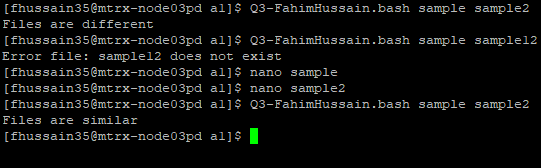 [fhussain35@mtrx-node03pd a1]$ Q3-FahimHussain.bash sample sample2
Files are different
[fhussain35@mtrx-node03pd a1]$ Q3-FahimHussain.bash sample sample12
Error file: sample12 does not exist
[fhussain35@mtrx-node03pd a1]$ nano sample
[fhussain35@mtrx-node03pd a1]$ nano sample2
[fhussain35@mtrx-node03pd a1]$ Q3-FahimHussain.bash sample sample2
Files are similar
[fhussain35@mtrx-node03pd a1]$